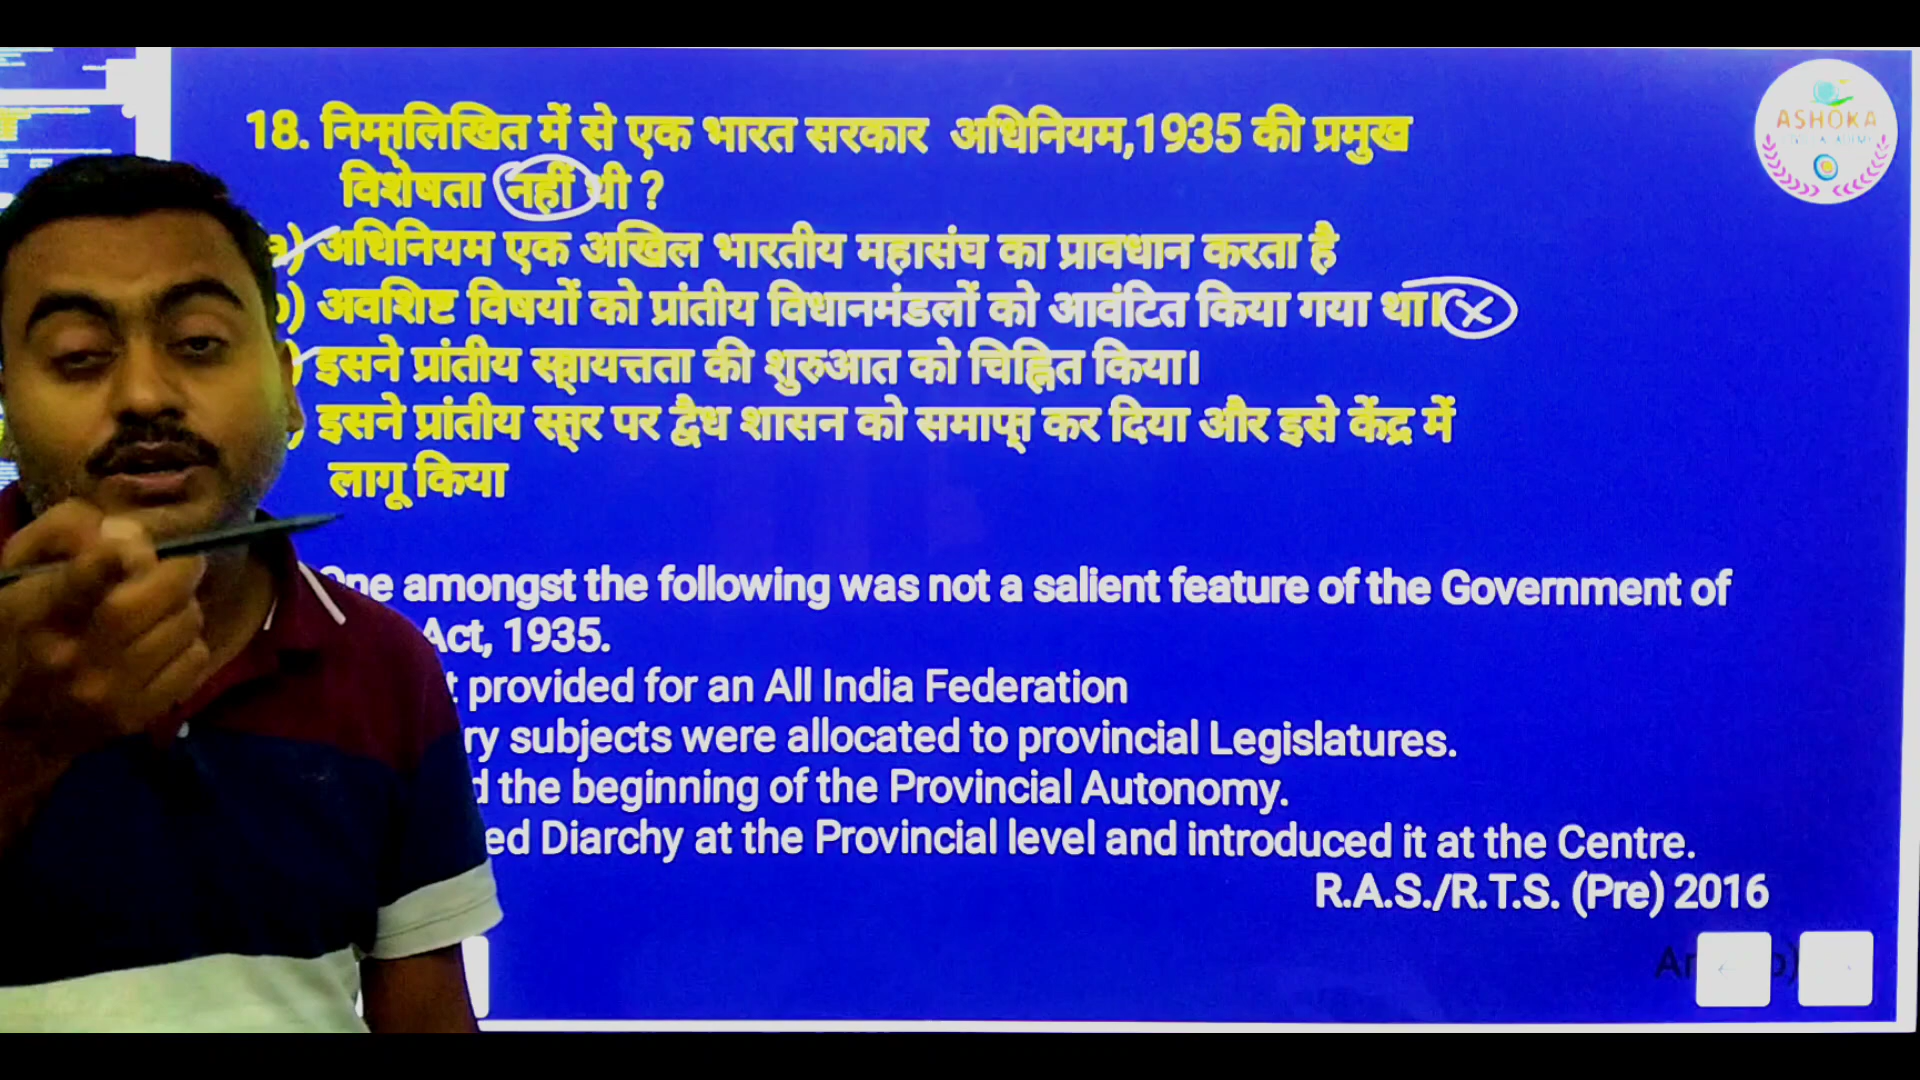 ASHOKA
18. निम्नलिखित में से एक भारत सरकार अधिनियम,1935 की प्रमुख
विशेषता नहीं थी ?
a) अधिनियम एक अखिल भारतीय महासंघ का प्रावधान करता है
b) अवशिष्ट विषयों को प्रांतीय विधानमंडलों को आवंटित किया गया था।
इसने प्रांतीय स्वायत्तता की शुरुआत को चिह्नित किया।
इसने प्रांतीय स्तर पर द्वैध शासन को समाप्त कर दिया और इसे केंद्र में
लागू किया
One amongst the following was not a salient feature of the Government of
Act, 1935.
t provided for an All India Federation
ry subjects were allocated to provincial Legislatures.
d the beginning of the Provincial Autonomy.
ed Diarchy at the Provincial level and introduced it at the Centre.
R.A.S./R.T.S. (Pre) 2016